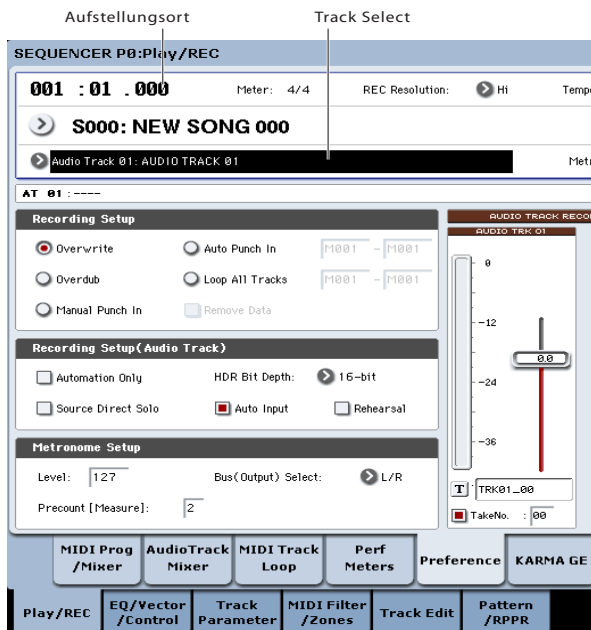 Aufstellungsort Track Select
SEQUENCER P0:Play/REC
001 :01 .000 Meter: 4/4 REC Resolution: Hi Tempo
S000: NEW SONG 000
Audio Track 01: AUDIO TRACK 01 Met
AT 01 :----
Recording Setup
Overwrite Auto Punch In M001 - M001
Overdub Loop All Tracks M001 - M001
Manual Punch In Remove Data
Recording Setup(Audio Track)
Automation Only HDR Bit Depth: 16-bit
Source Direct Solo Auto Input Rehearsal
Metronome Setup
Level: 127 Bus(Output) Select: L/R
Precount [Measure]: 2
AUDIO TRACK RECO
AUDIO TRK 01
0
-12
0.0
-24
-36
T TRK01_00
TakeNo. : 00
MIDI Prog /Mixer AudioTrack Mixer MIDI Track Loop Perf Meters Preference KARMA GE
Play/REC EQ/Vector /Control Track Parameter MIDI Filter /Zones Track Edit Pattern /RPPR